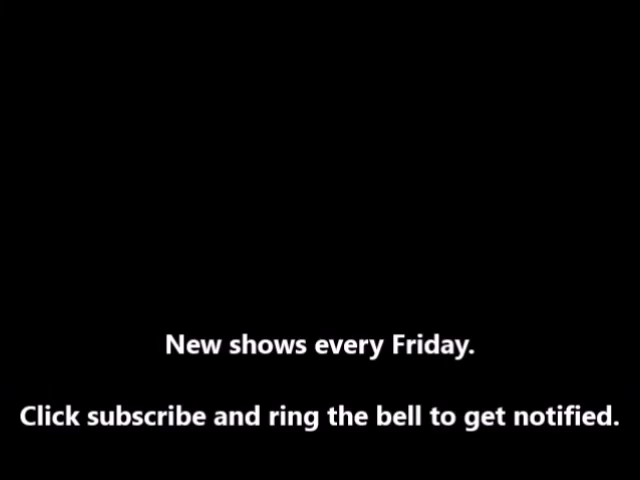 New shows every Friday.
Click subscribe and ring the bell to get notified.